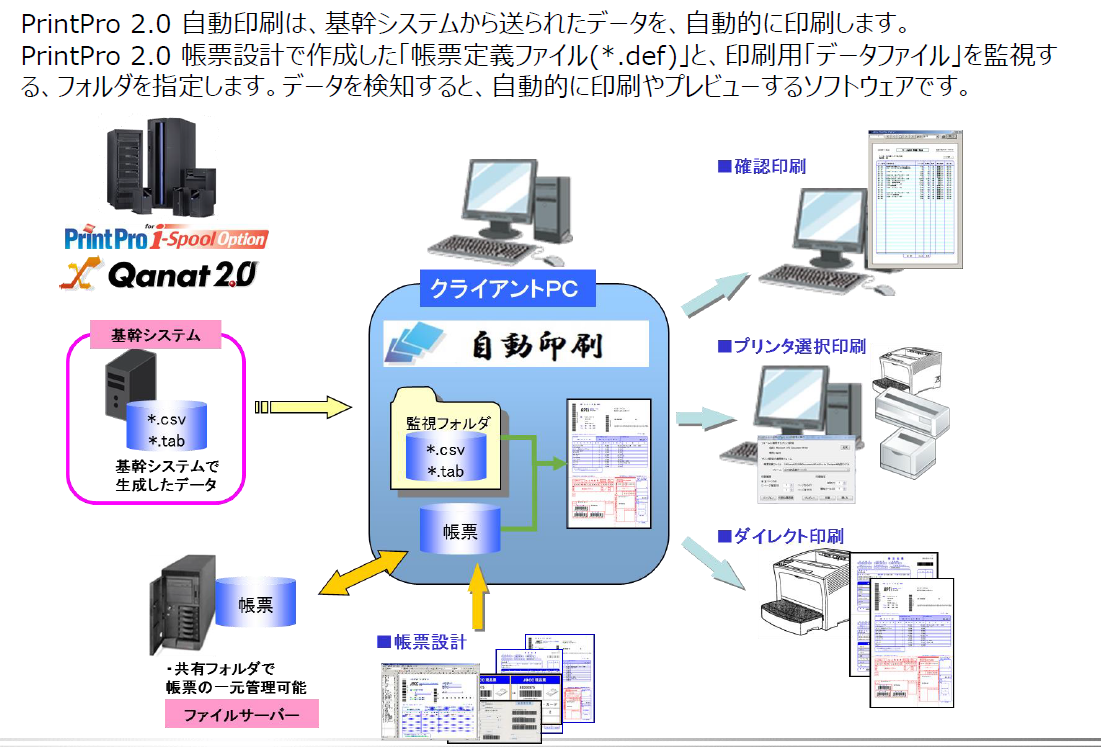 PrintPro 2.0 自動印刷は、基幹システムから送られたデータを、自動的に印刷します。
PrintPro 2.0 帳票設計で作成した「帳票定義ファイル(*.def)」と、印刷用「データファイル」を監視す
る、フォルダを指定します。データを検知すると、自動的に印刷やプレビューするソフトウェアです。
■確認印刷
for
PrintPro i-Spool Option
Qanat 2.0
クライアントPC
自動印刷
基幹システム
*.csv
*.tab
基幹システムで
生成したデータ
監視フォルダ
*.csv
*.tab
帳票
■プリンタ選択印刷
■ダイレクト印刷
帳票
・共有フォルダで
帳票の一元管理可能
ファイルサーバー
■帳票設計